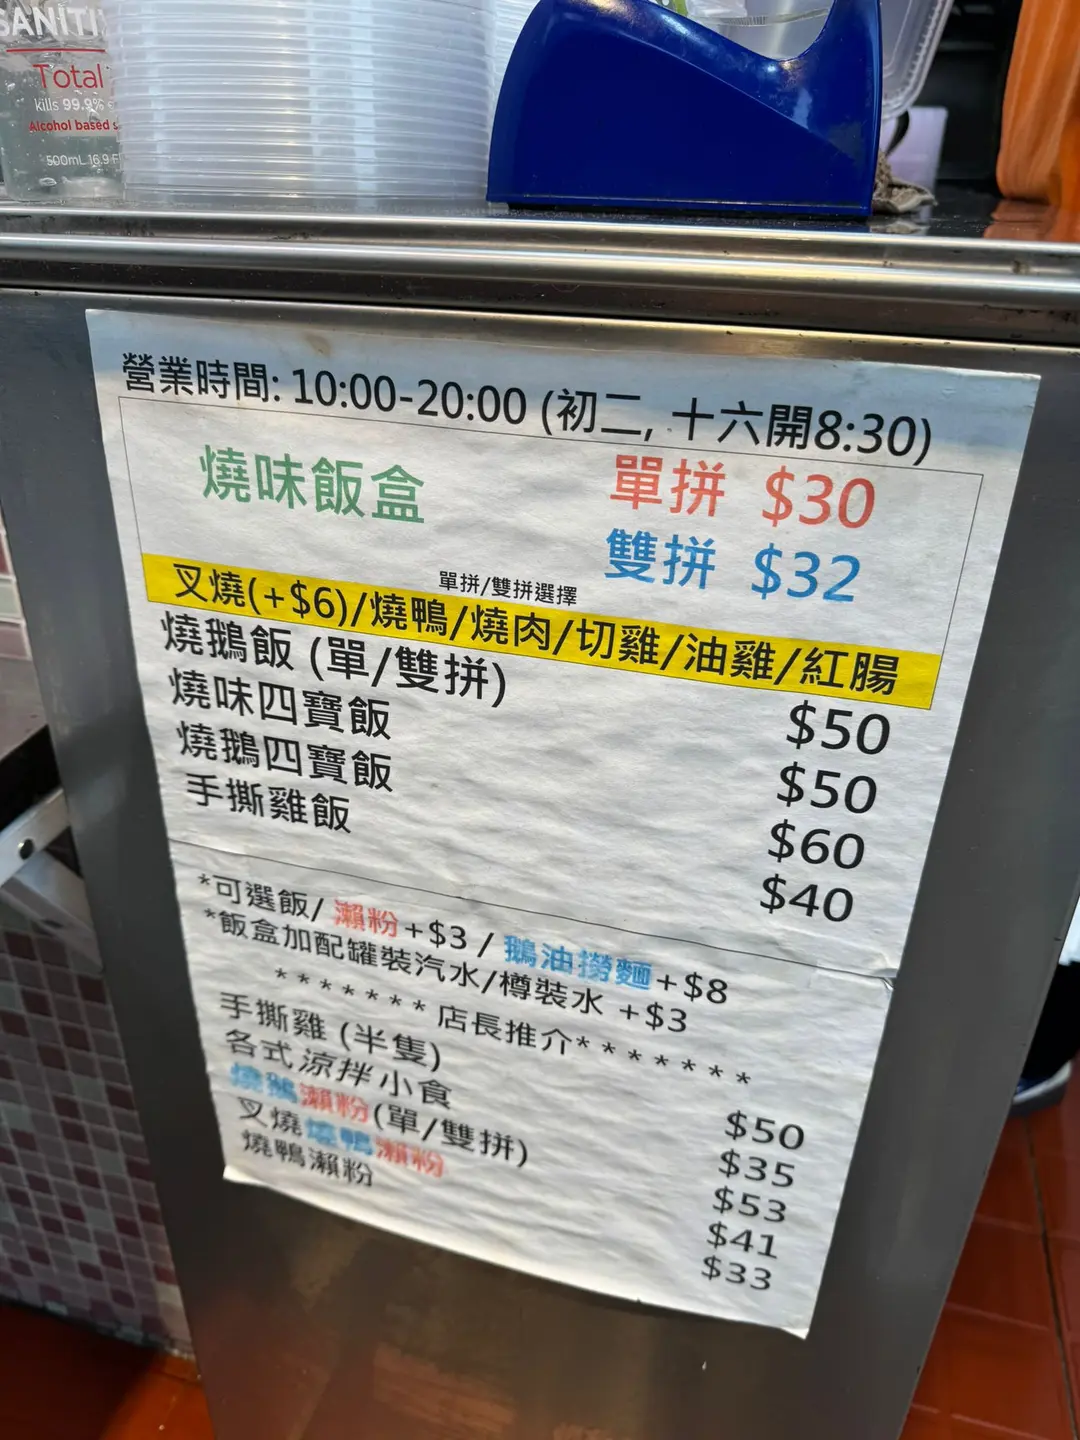 SANITI
Total
kills 99.9%
Alcohol based
500mL 16.9 F
營業時間: 10:00-20:00 (初二, 十六開8:30)
燒味飯盒
單拼 $30
雙拼 $32
單拼/雙拼選擇
叉燒(+$6)/燒鴨/燒肉/切雞/油雞/紅腸
燒鵝飯 (單/雙拼) $50
燒味四寶飯 $50
燒鵝四寶飯 $60
手撕雞飯 $40
*可選飯/ 瀨粉+$3 / 鵝油撈麵+$8
*飯盒加配罐裝汽水/樽裝水 +$3
* * * * * * * 店長推介* * * * * * *
手撕雞 (半隻) $50
各式涼拌小食 $35
燒鵝瀨粉(單/雙拼) $53
叉燒燒鴨瀨粉 $41
燒鴨瀨粉 $33